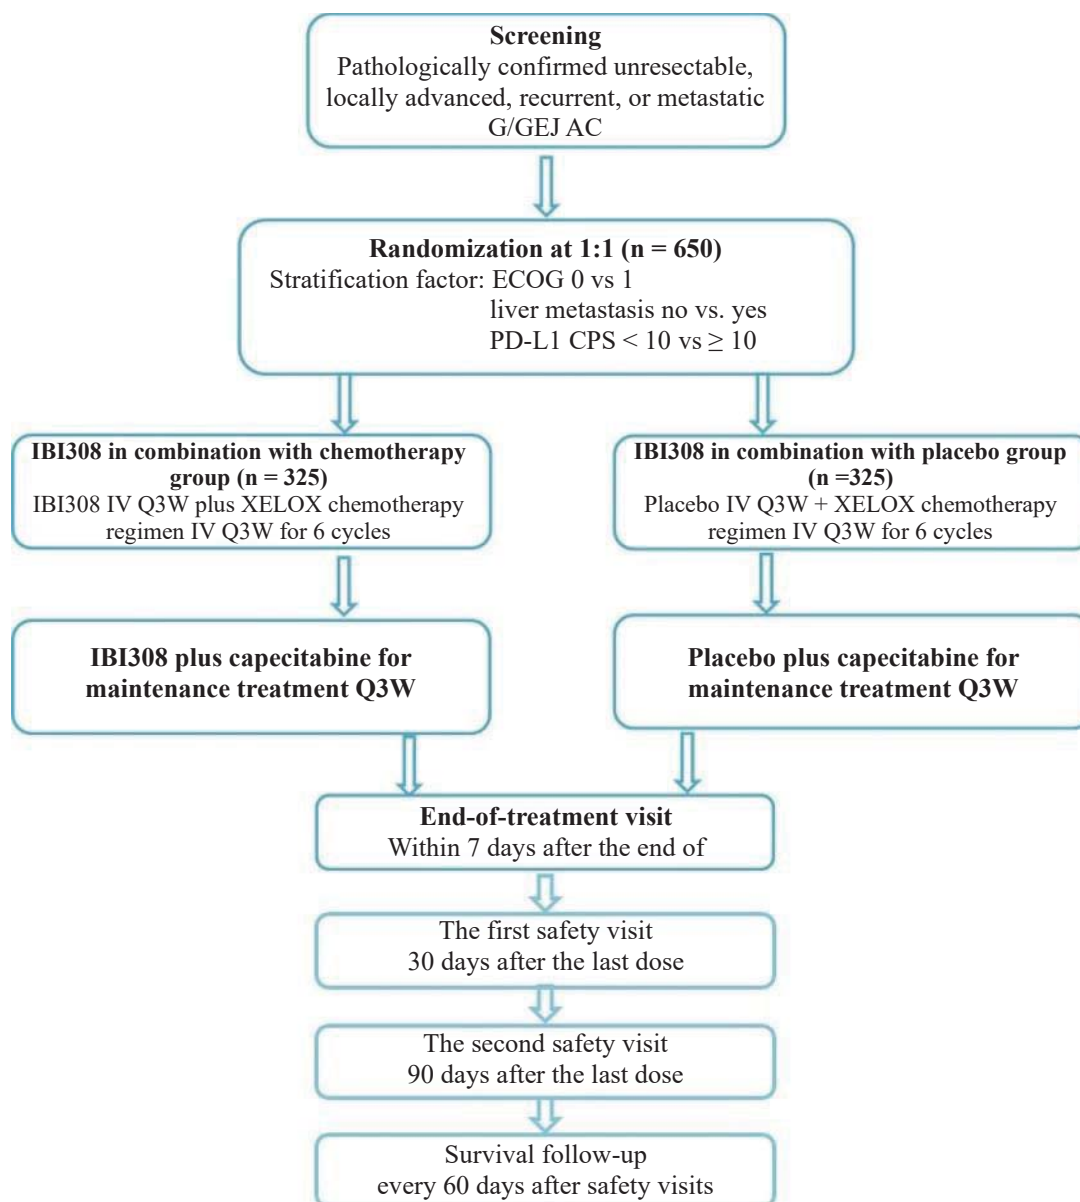 Screening
Pathologically confirmed unresectable,
locally advanced, recurrent, or metastatic
G/GEJ AC
Randomization at 1:1 (n = 650)
Stratification factor: ECOG 0 vs 1
liver metastasis no vs. yes
PD-L1 CPS < 10 vs ≥ 10
IBI308 in combination with chemotherapy
group (n = 325)
IBI308 IV Q3W plus XELOX chemotherapy
regimen IV Q3W for 6 cycles
IBI308 in combination with placebo group
(n =325)
Placebo IV Q3W + XELOX chemotherapy
regimen IV Q3W for 6 cycles
IBI308 plus capecitabine for
maintenance treatment Q3W
Placebo plus capecitabine for
maintenance treatment Q3W
End-of-treatment visit
Within 7 days after the end of
The first safety visit
30 days after the last dose
The second safety visit
90 days after the last dose
Survival follow-up
every 60 days after safety visits